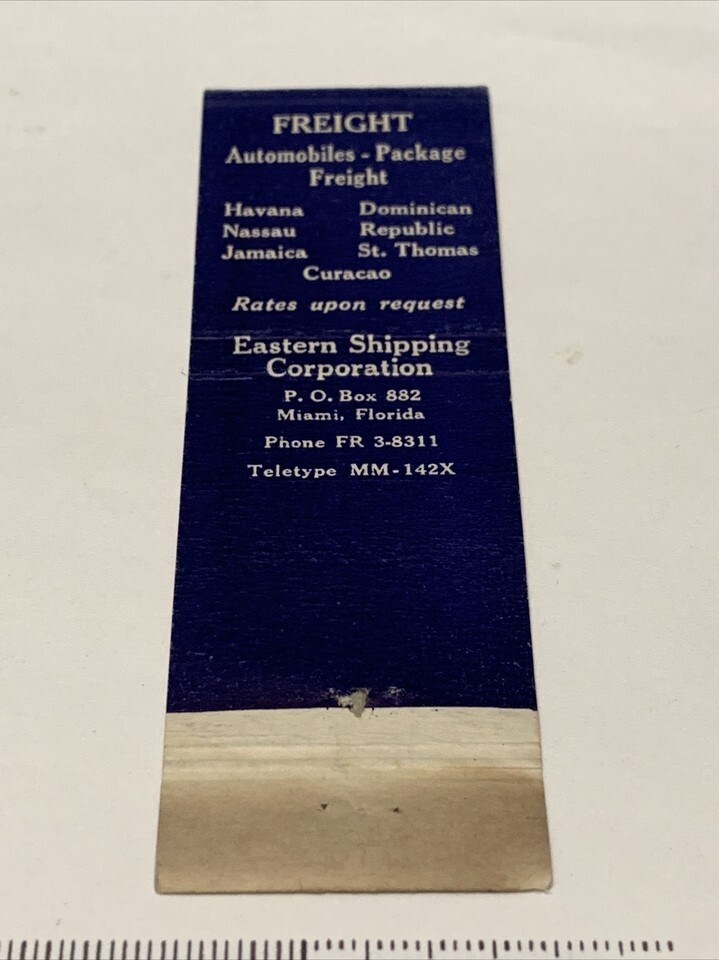 FREIGHT
Automobiles - Package
Freight
Havana Dominican
Nassau Republic
Jamaica St. Thomas
Curacao
Rates upon request
Eastern Shipping
Corporation
P. O. Box 882
Miami, Florida
Phone FR 3-8311
Teletype MM-142X